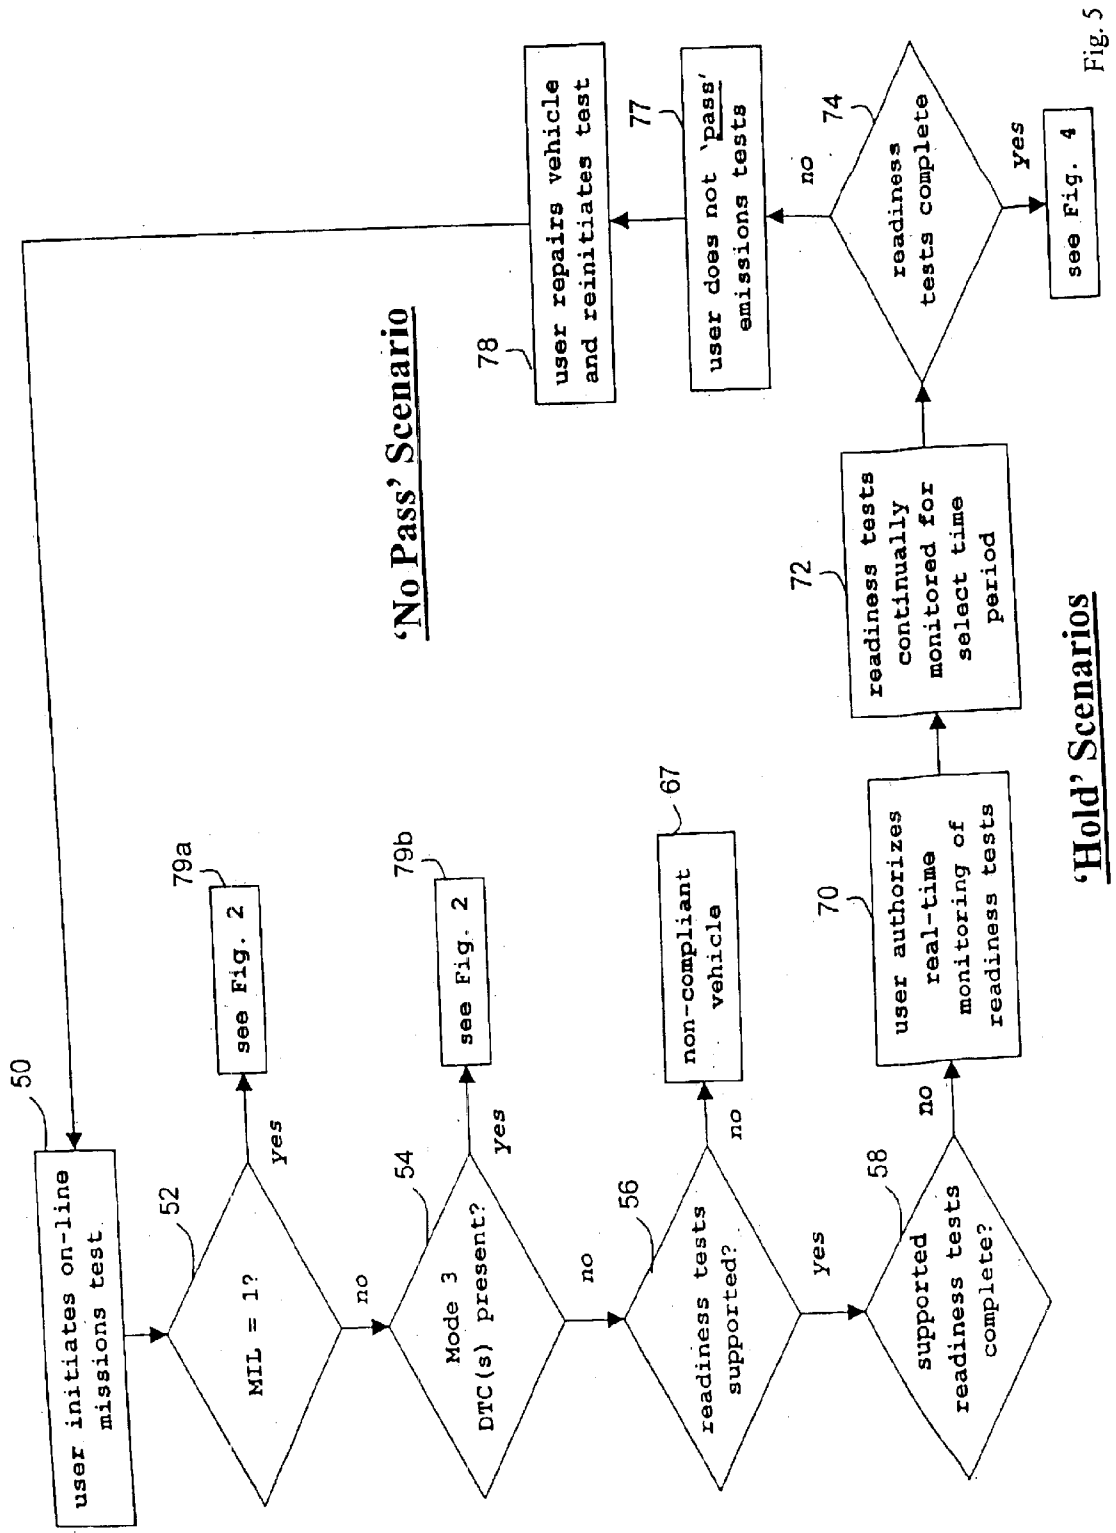 50
user initiates on-line
missions test
52
MIL = 1?
yes
79a
see Fig. 2
no
54
Mode 3
DTC(s) present?
yes
79b
see Fig. 2
no
56
readiness tests
supported?
no
67
non-compliant
vehicle
yes
58
supported
readiness tests
complete?
no
70
user authorizes
real-time
monitoring of
readiness tests
72
readiness tests
continually
monitored for
select time
period
74
readiness
tests complete
no
77
user does not 'pass'
emissions tests
78
user repairs vehicle
and reinitiates test
yes
see Fig. 4
'No Pass' Scenario
'Hold' Scenarios
Fig. 5